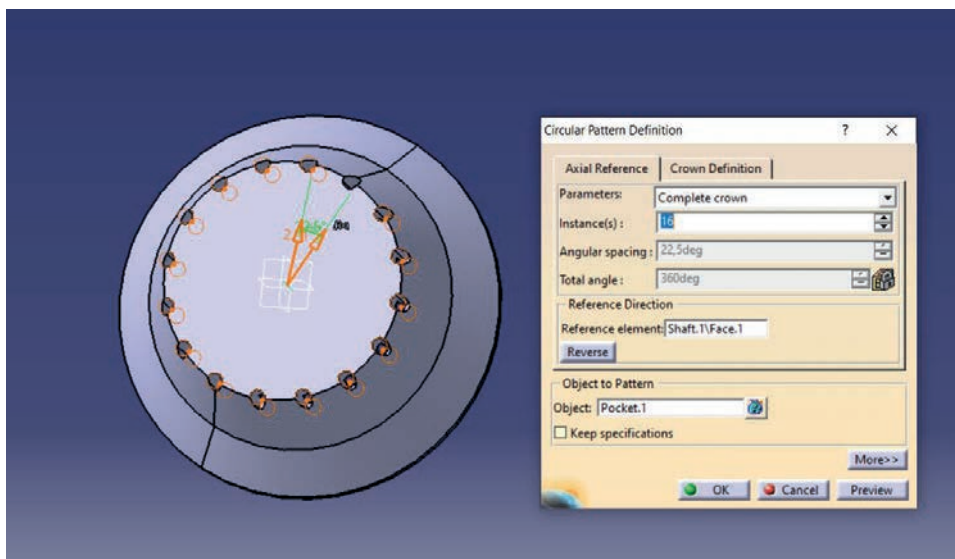 Circular Pattern Definition ? X
Axial Reference Crown Definition
Parameters: Complete crown
Instance(s) : 16
Angular spacing : 22,5deg
Total angle : 360deg
Reference Direction
Reference element: Shaft.1\Face.1
Reverse
Object to Pattern
Object: Pocket.1
Keep specifications
More>>
OK Cancel Preview